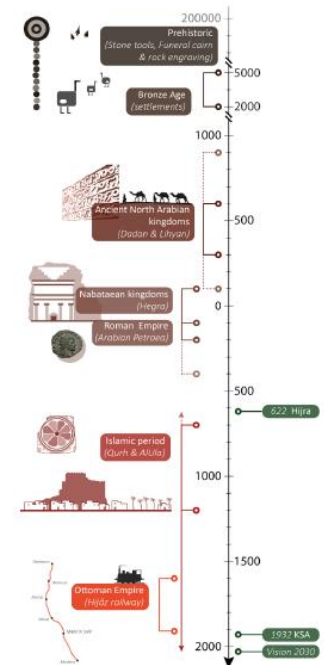 200000
Prehistoric
(Stone tools, Funeral cairn
& rock engraving)
5000
Bronze Age
(settlements)
2000
1000
Ancient North Arabian
kingdoms
(Dadan & Lihyan)
500
Nabataean kingdoms
(Hegra)
0
Roman Empire
(Arabian Petraea)
500
622 Hijra
Islamic period
(Qurh & AlUla)
1000
1500
Ottoman Empire
(Hijāz railway)
1932 KSA
2000
Vision 2030